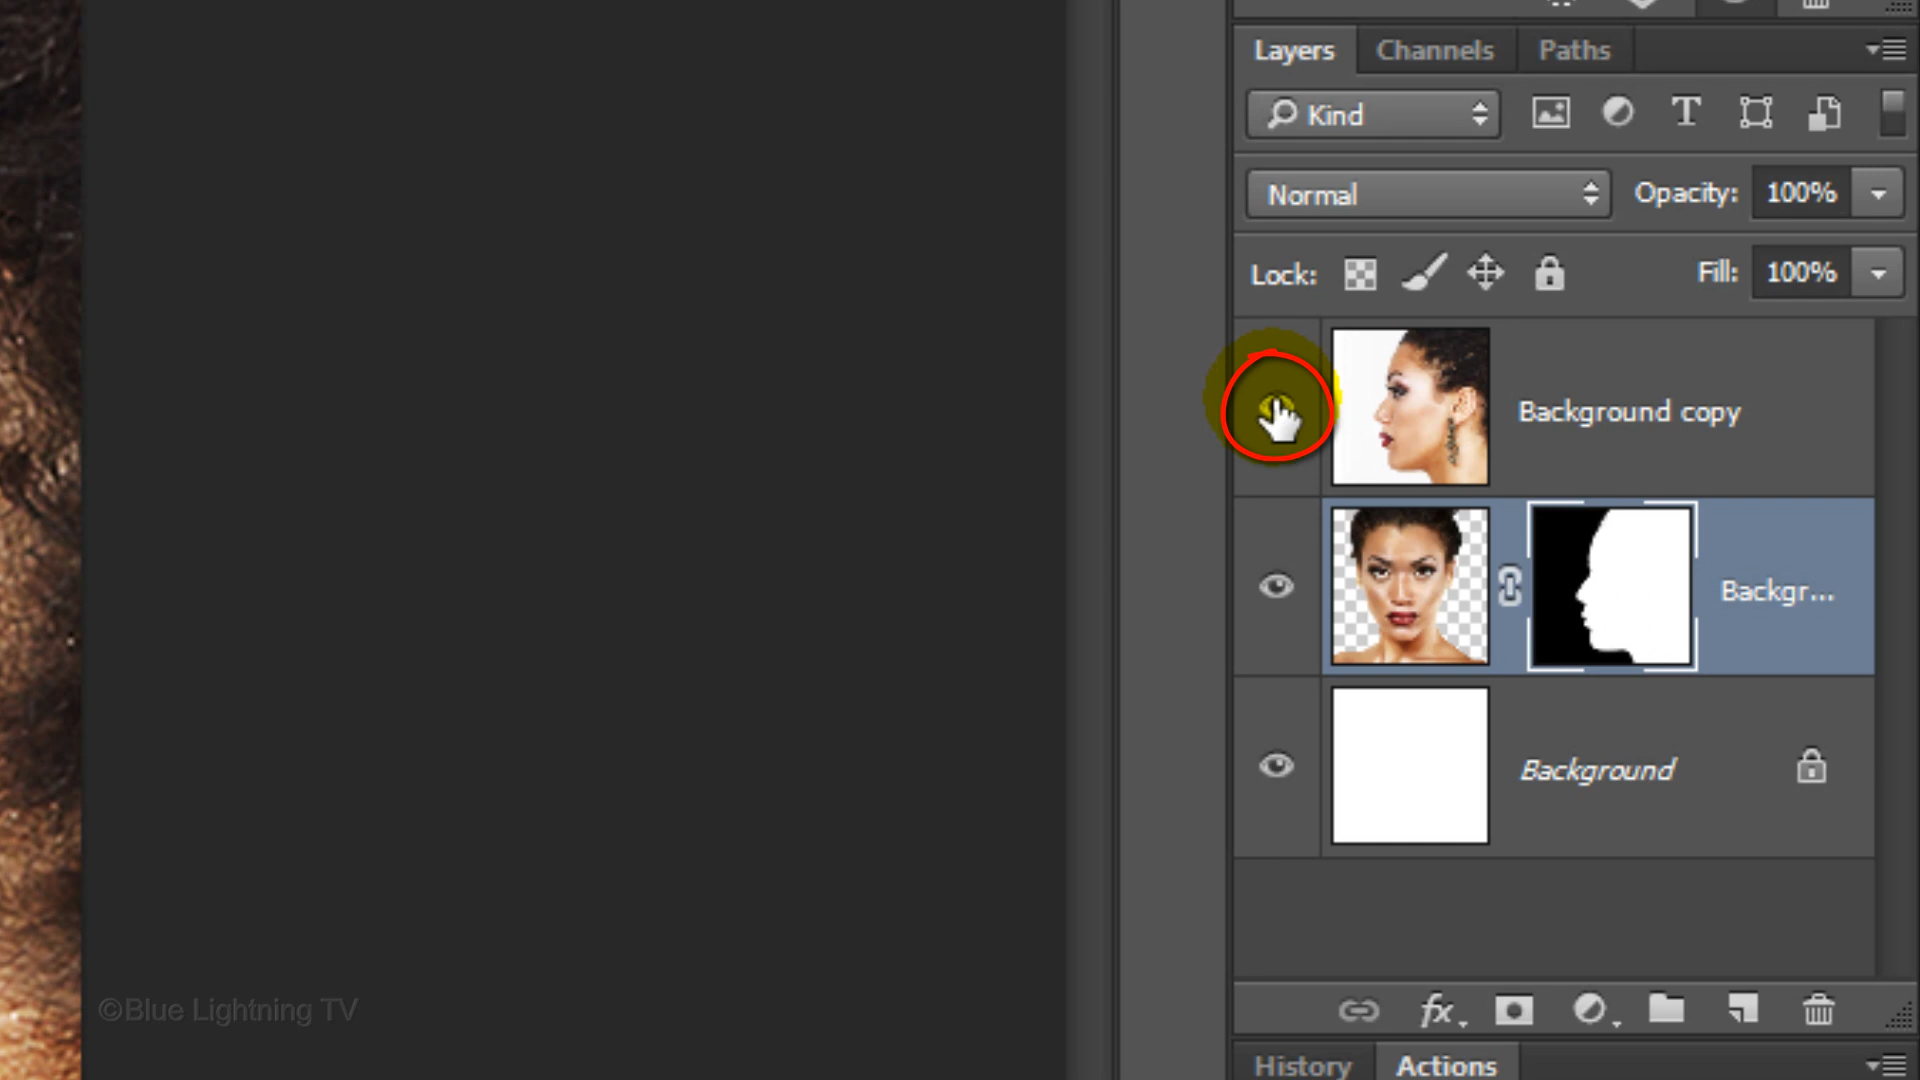 Layers Channels Paths
Kind T
Normal Opacity: 100%
Lock: Fill: 100%
Background copy
Backgr...
Background
©Blue Lightning TV
fx
History Actions